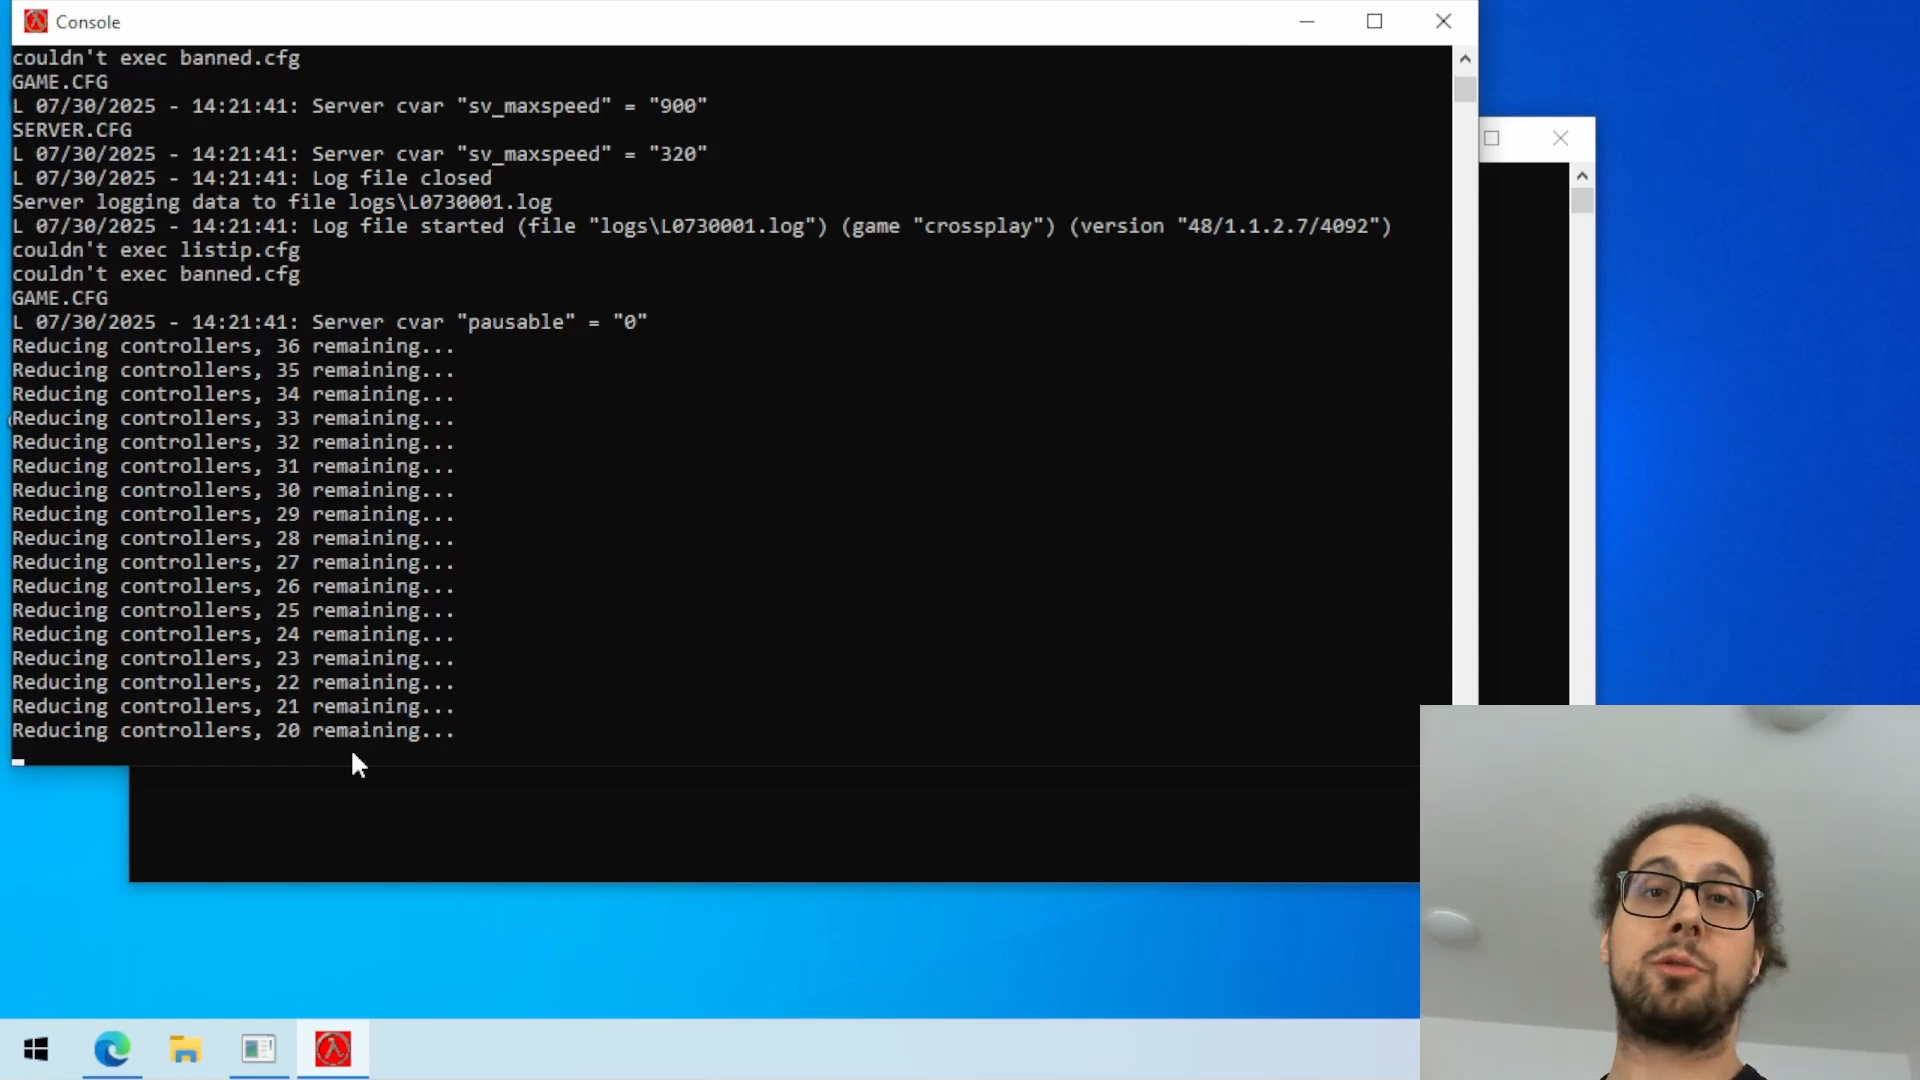 Console
couldn't exec banned.cfg
GAME.CFG
L 07/30/2025 - 14:21:41: Server cvar "sv_maxspeed" = "900"
SERVER.CFG
L 07/30/2025 - 14:21:41: Server cvar "sv_maxspeed" = "320"
L 07/30/2025 - 14:21:41: Log file closed
Server logging data to file logs\L0730001.log
L 07/30/2025 - 14:21:41: Log file started (file "logs\L0730001.log") (game "crossplay") (version "48/1.1.2.7/4092")
couldn't exec listip.cfg
couldn't exec banned.cfg
GAME.CFG
L 07/30/2025 - 14:21:41: Server cvar "pausable" = "0"
Reducing controllers, 36 remaining...
Reducing controllers, 35 remaining...
Reducing controllers, 34 remaining...
Reducing controllers, 33 remaining...
Reducing controllers, 32 remaining...
Reducing controllers, 31 remaining...
Reducing controllers, 30 remaining...
Reducing controllers, 29 remaining...
Reducing controllers, 28 remaining...
Reducing controllers, 27 remaining...
Reducing controllers, 26 remaining...
Reducing controllers, 25 remaining...
Reducing controllers, 24 remaining...
Reducing controllers, 23 remaining...
Reducing controllers, 22 remaining...
Reducing controllers, 21 remaining...
Reducing controllers, 20 remaining...